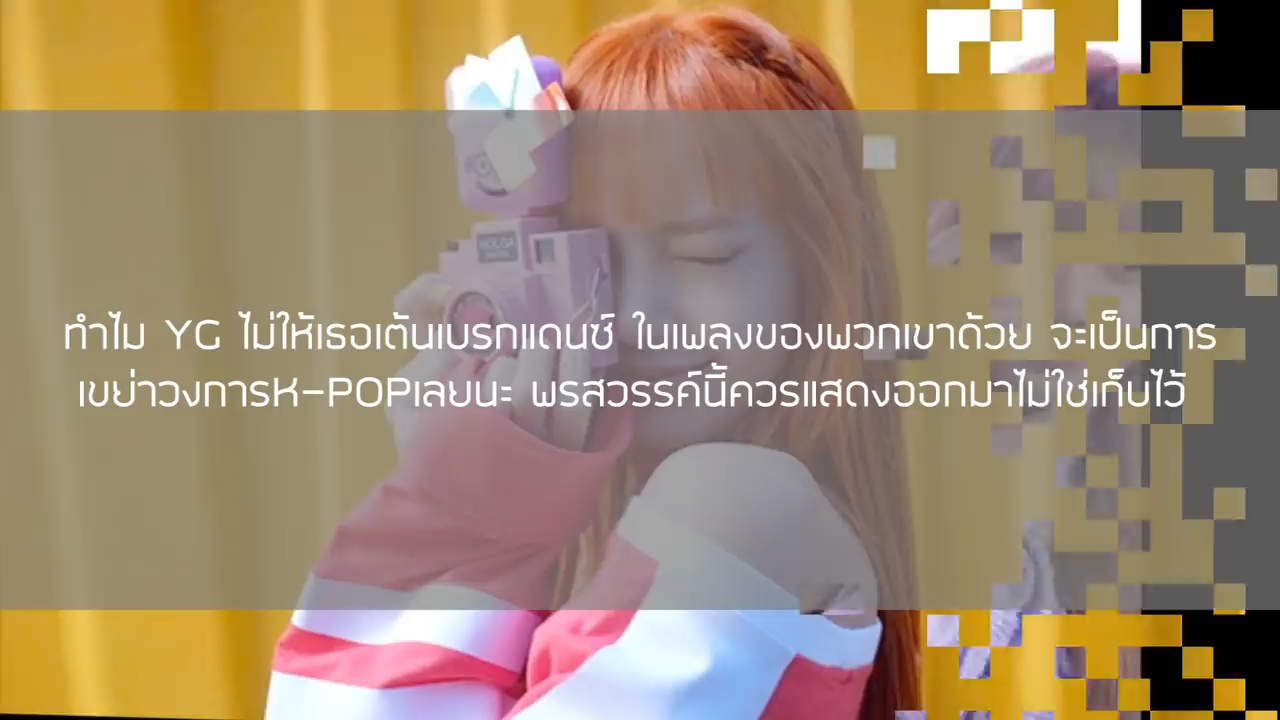 ทำไม YG ไม่ให้เธอเต้นเบรกแดนซ์ ในเพลงของพวกเขาด้วย จะเป็นการ
เขย่าวงการK-POPเลยนะ พรสวรรค์นี้ควรแสดงออกมาไม่ใช่เก็บไว้